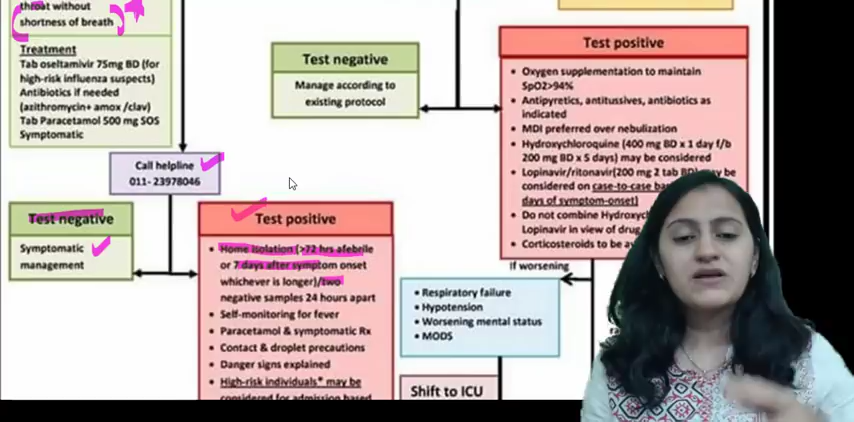 throat without
shortness of breath
Treatment
Tab oseltamivir 75mg BD (for
high-risk influenza suspects)
Antibiotics if needed
(azithromycin+ amox /clav)
Tab Paracetamol 500 mg SOS
Symptomatic
Call helpline
011- 23978046
Test negative
Symptomatic
management
Test positive
• Home isolation (>72 hrs afebrile
or 7 days after symptom onset
whichever is longer)/two
negative samples 24 hours apart
• Self-monitoring for fever
• Paracetamol & symptomatic Rx
• Contact & droplet precautions
• Danger signs explained
• High-risk individuals* may be
considered for admission based
Test negative
Manage according to
existing protocol
Test positive
• Oxygen supplementation to maintain
SpO2>94%
• Antipyretics, antitussives, antibiotics as
indicated
• MDI preferred over nebulization
• Hydroxychloroquine (400 mg BD x 1 day f/b
200 mg BD x 5 days) may be considered
• Lopinavir/ritonavir(200 mg 2 tab BD) be
considered on case-to-case
days of symptom-onset)
• Do not combine
Lopinavir in view of drug
• Corticosteroids to be
If worsening
• Respiratory failure
• Hypotension
• Worsening mental status
• MODS
Shift to ICU